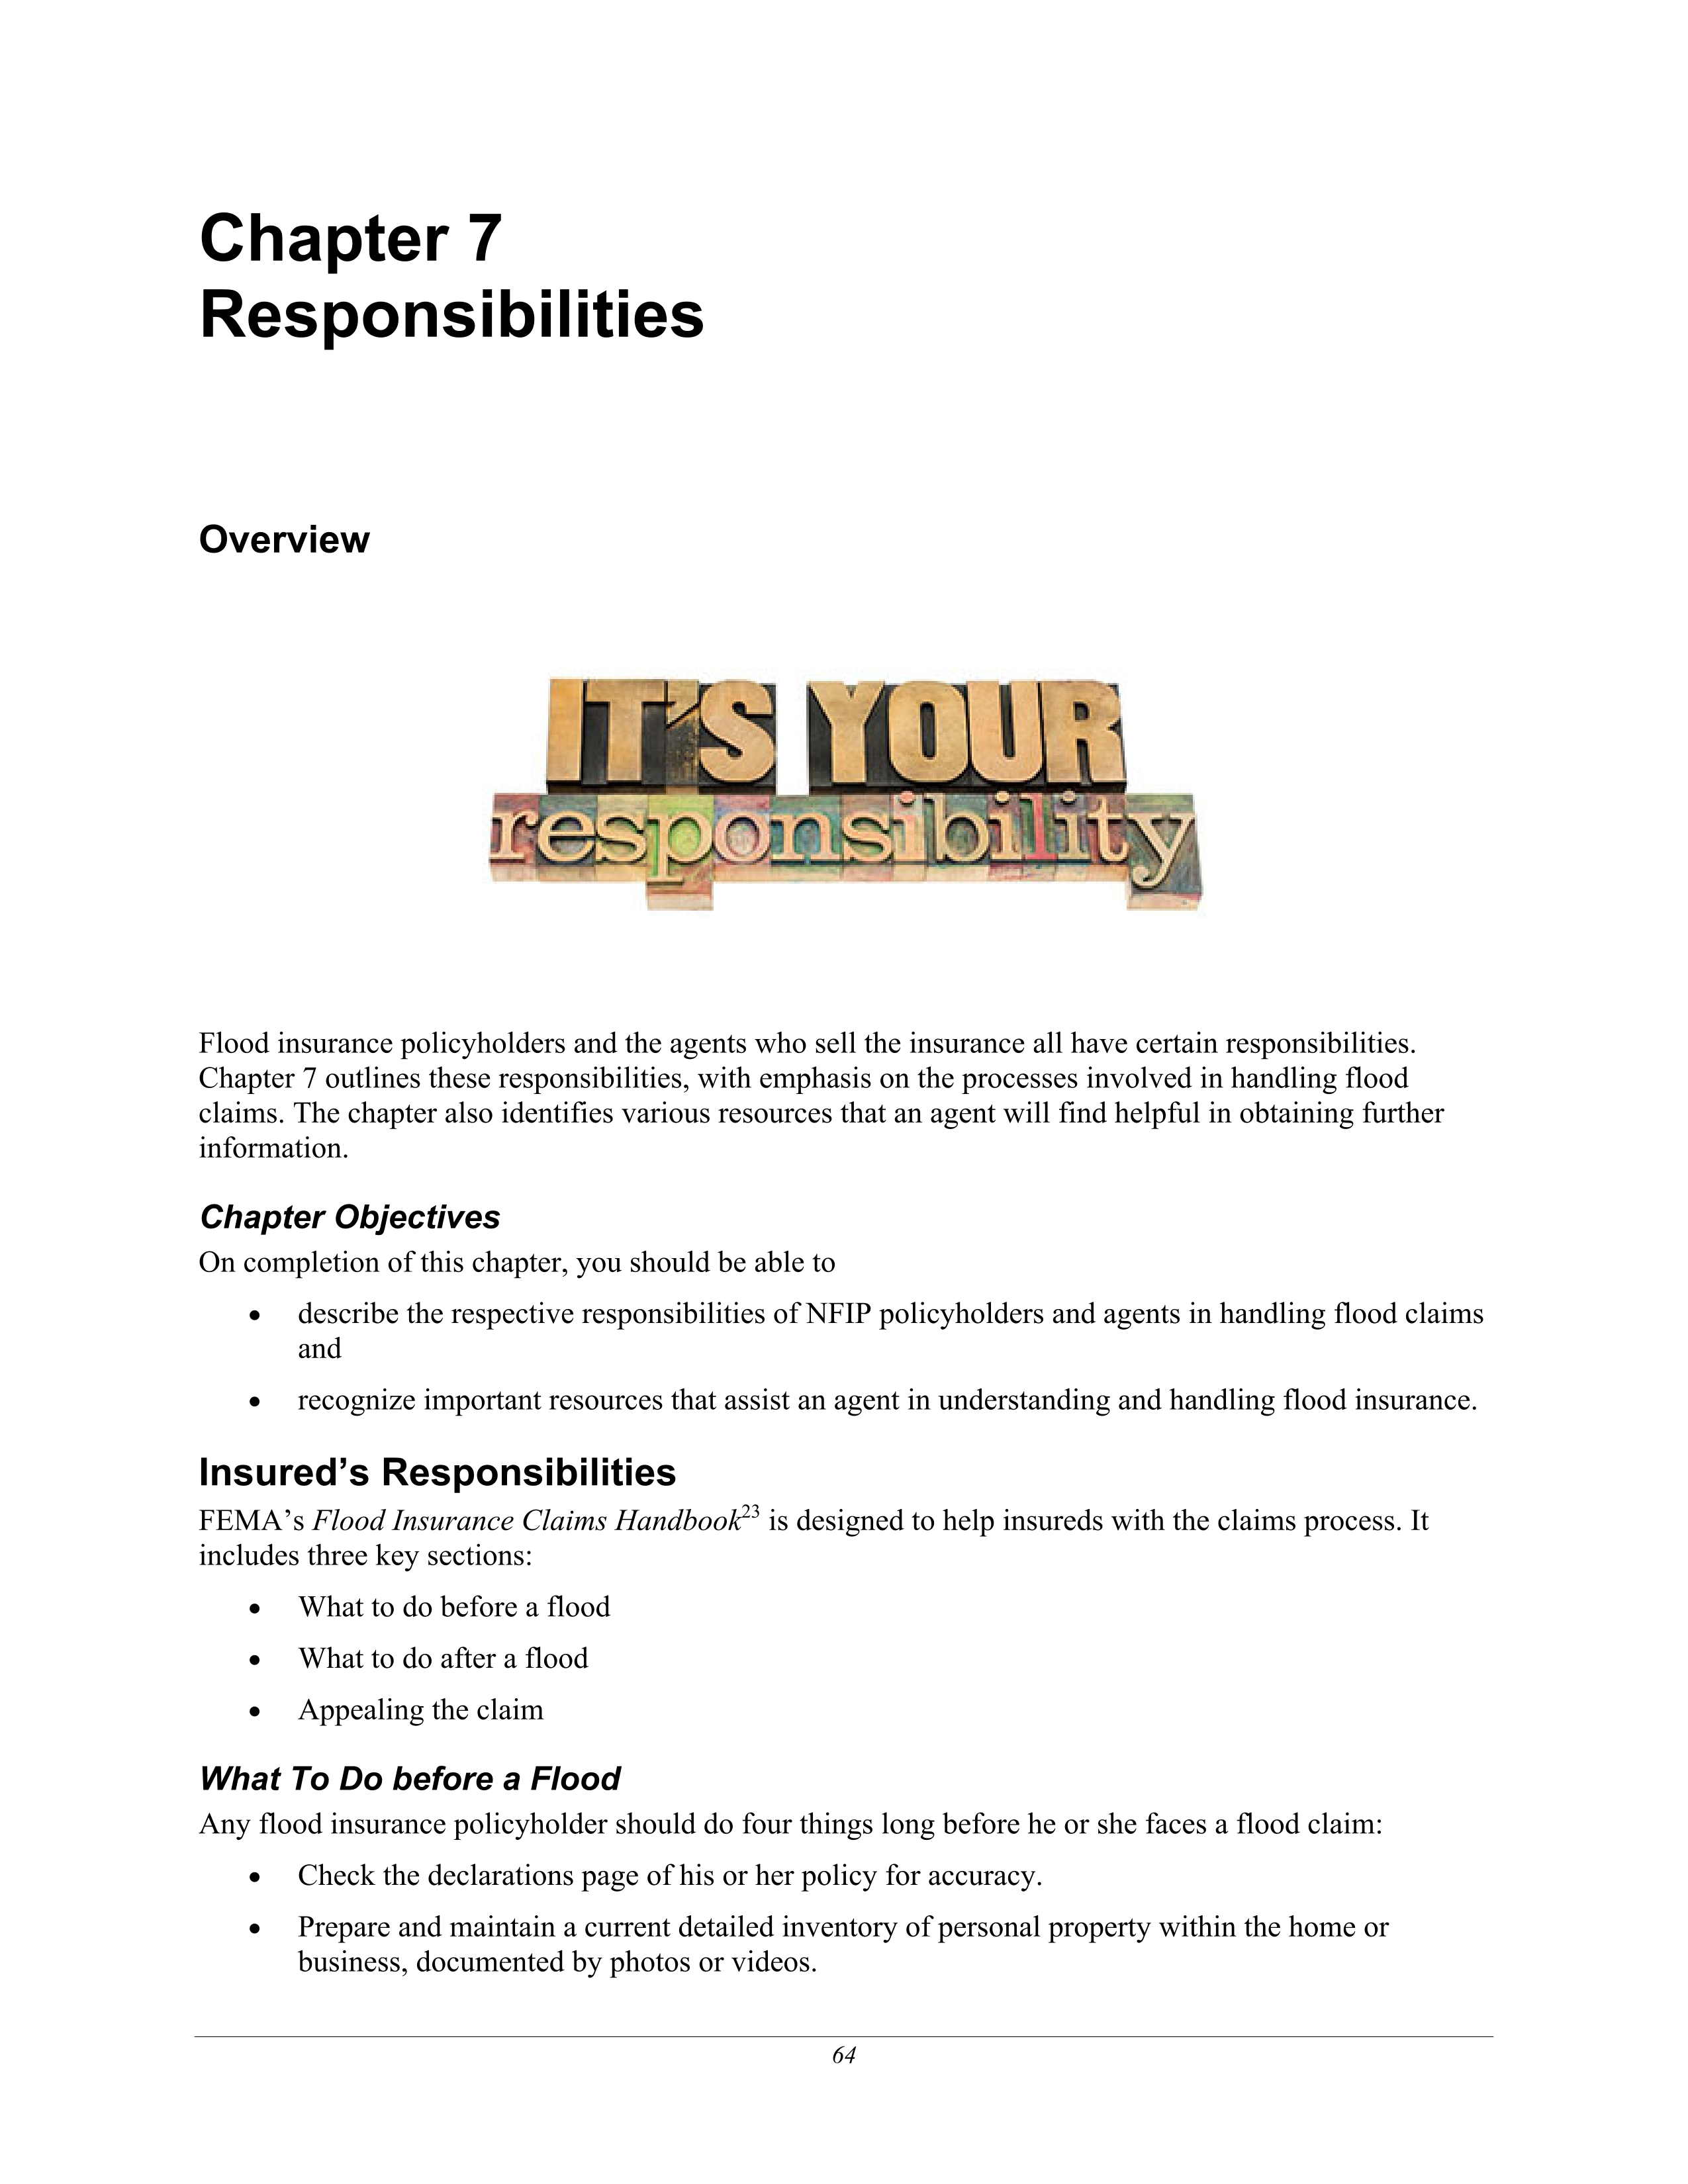 Chapter 7
Responsibilities
Overview
IT'S YOUR
responsibility
Flood insurance policyholders and the agents who sell the insurance all have certain responsibilities.
Chapter 7 outlines these responsibilities, with emphasis on the processes involved in handling flood
claims. The chapter also identifies various resources that an agent will find helpful in obtaining further
information.
Chapter Objectives
On completion of this chapter, you should be able to
• describe the respective responsibilities of NFIP policyholders and agents in handling flood claims
and
• recognize important resources that assist an agent in understanding and handling flood insurance.
Insured’s Responsibilities
FEMA’s Flood Insurance Claims Handbook23 is designed to help insureds with the claims process. It
includes three key sections:
• What to do before a flood
• What to do after a flood
• Appealing the claim
What To Do before a Flood
Any flood insurance policyholder should do four things long before he or she faces a flood claim:
• Check the declarations page of his or her policy for accuracy.
• Prepare and maintain a current detailed inventory of personal property within the home or
business, documented by photos or videos.
64